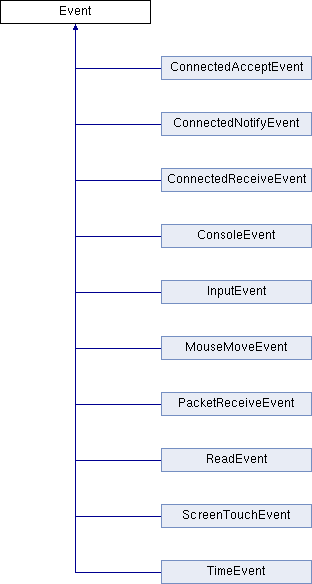 Event
ConnectedAcceptEvent
ConnectedNotifyEvent
ConnectedReceiveEvent
ConsoleEvent
InputEvent
MouseMoveEvent
PacketReceiveEvent
ReadEvent
ScreenTouchEvent
TimeEvent